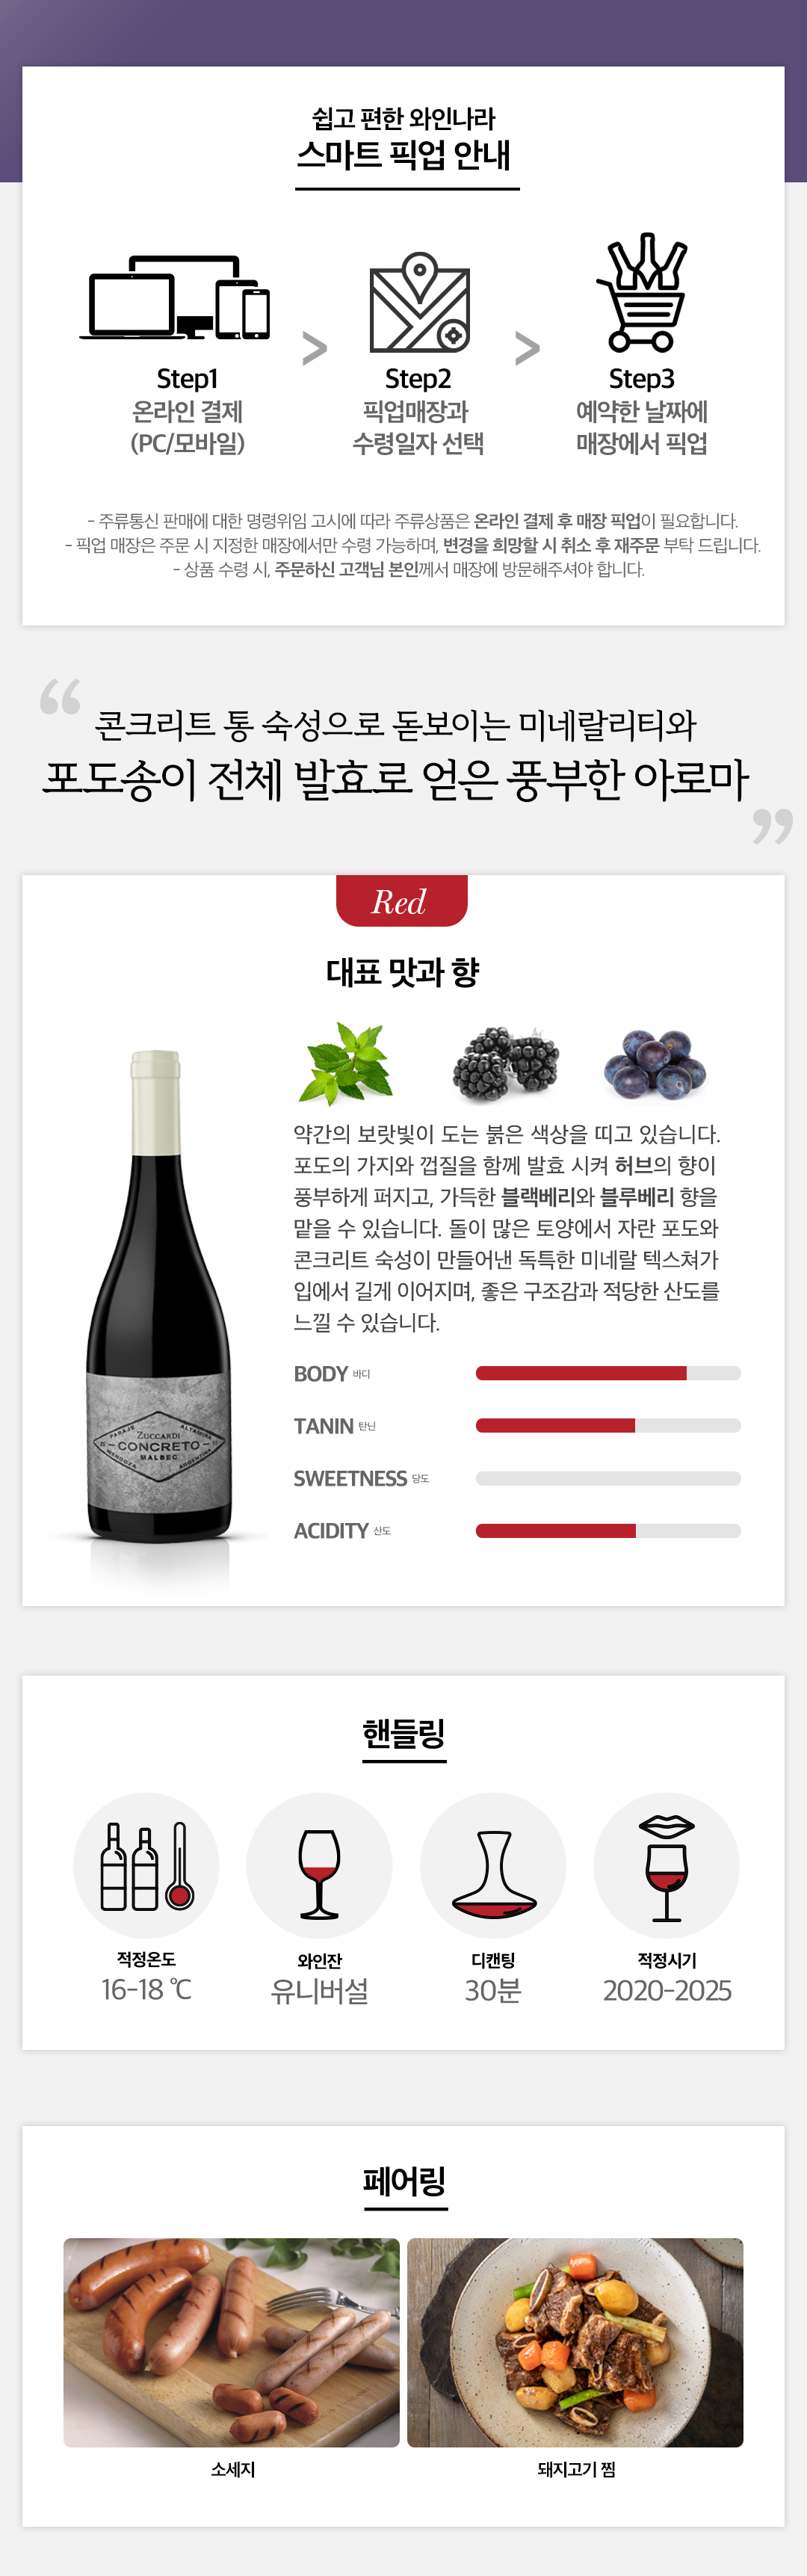 쉽고 편한 와인나라
스마트 픽업 안내
Step1
온라인 결제
(PC/모바일)
>
Step2
픽업매장과
수령일자 선택
>
Step3
예약한 날짜에
매장에서 픽업
- 주류통신 판매에 대한 명령위임 고시에 따라 주류상품은 온라인 결제 후 매장 픽업이 필요합니다.
- 픽업 매장은 주문 시 지정한 매장에서만 수령 가능하며, 변경을 희망할 시 취소 후 재주문 부탁 드립니다.
- 상품 수령 시, 주문하신 고객님 본인께서 매장에 방문해주셔야 합니다.
“ 콘크리트 통 숙성으로 돋보이는 미네랄리티와
포도송이 전체 발효로 얻은 풍부한 아로마 ”
Red
대표 맛과 향
약간의 보랏빛이 도는 붉은 색상을 띠고 있습니다.
포도의 가지와 껍질을 함께 발효 시켜 허브의 향이
풍부하게 퍼지고, 가득한 블랙베리와 블루베리 향을
맡을 수 있습니다. 돌이 많은 토양에서 자란 포도와
콘크리트 숙성이 만들어낸 독특한 미네랄 텍스쳐가
입에서 길게 이어지며, 좋은 구조감과 적당한 산도를
느낄 수 있습니다.
PARAJE ALTAMIRA
ZUCCARDI
CONCRETO
MALBEC
MENDOZA ARGENTINA
BODY 바디
TANIN 탄닌
SWEETNESS 당도
ACIDITY 산도
핸들링
적정온도
16-18 ℃
와인잔
유니버설
디캔팅
30분
적정시기
2020-2025
페어링
소세지
돼지고기 찜